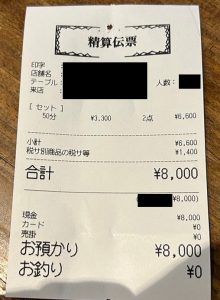 精算伝票
印字 :
店舗名 :
テーブル :
人数 :
来店 :
[ セット ]
50分 ¥3,300 2点 ¥6,600
小計 ¥6,600
税サ別商品の税サ等 ¥1,400
合計 ¥8,000
¥8,000)
現金 ¥8,000
カード ¥0
売掛 ¥0
お預かり ¥8,000
お釣り ¥0